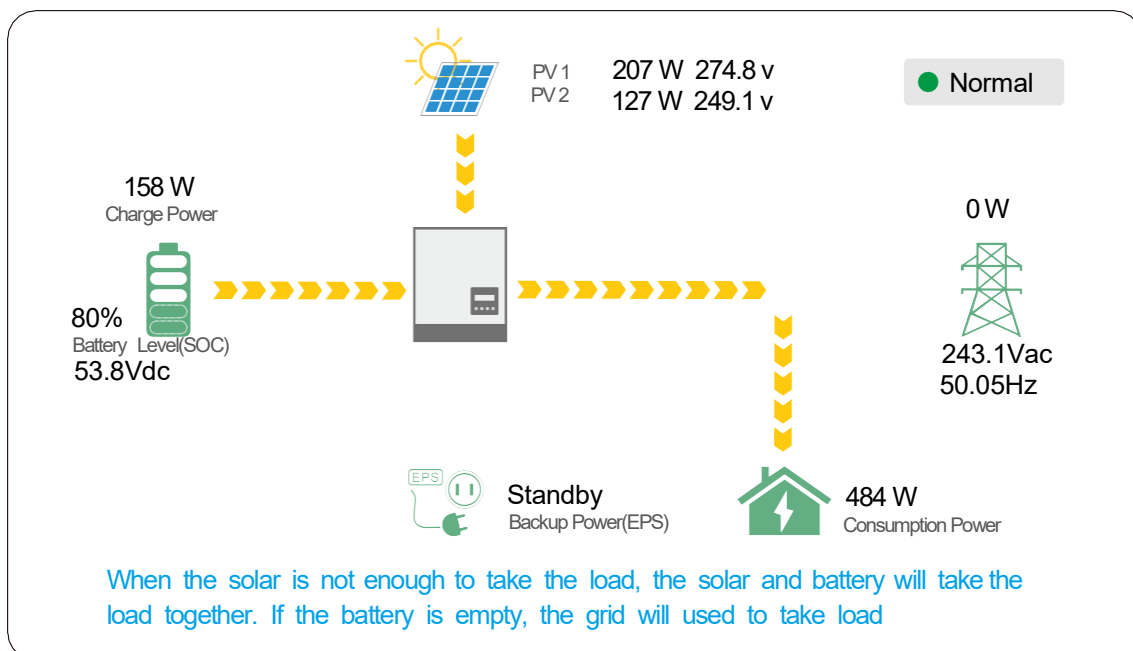 PV 1 207 W 274.8 v
PV 2 127 W 249.1 v
Normal
158 W
Charge Power
0 W
80%
Battery Level(SOC)
53.8Vdc
243.1Vac
50.05Hz
EPS
Standby
Backup Power(EPS)
484 W
Consumption Power
When the solar is not enough to take the load, the solar and battery will take the
load together. If the battery is empty, the grid will used to take load